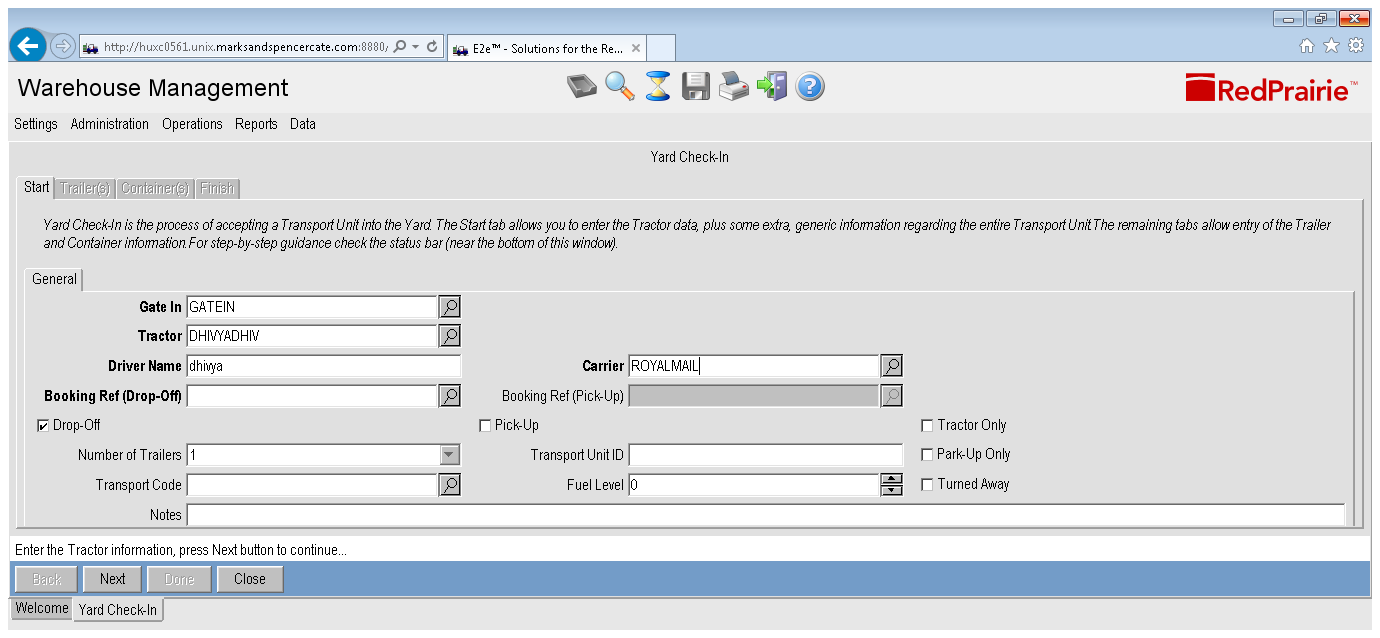 http://huxc0561.unix.marksandspencercate.com:8880/
E2e™ - Solutions for the Re...
Warehouse Management
RedPrairie™
Settings Administration Operations Reports Data
Yard Check-In
Start Trailer(s) Container(s) Finish
Yard Check-In is the process of accepting a Transport Unit into the Yard. The Start tab allows you to enter the Tractor data, plus some extra, generic information regarding the entire Transport Unit.The remaining tabs allow entry of the Trailer
and Container information.For step-by-step guidance check the status bar (near the bottom of this window).
General
Gate In GATEIN
Tractor DHIVYADHIV
Driver Name dhivya Carrier ROYALMAIL
Booking Ref (Drop-Off) Booking Ref (Pick-Up)
Drop-Off Pick-Up Tractor Only
Number of Trailers 1 Transport Unit ID Park-Up Only
Transport Code Fuel Level 0 Turned Away
Notes
Enter the Tractor information, press Next button to continue...
Back Next Done Close
Welcome Yard Check-In